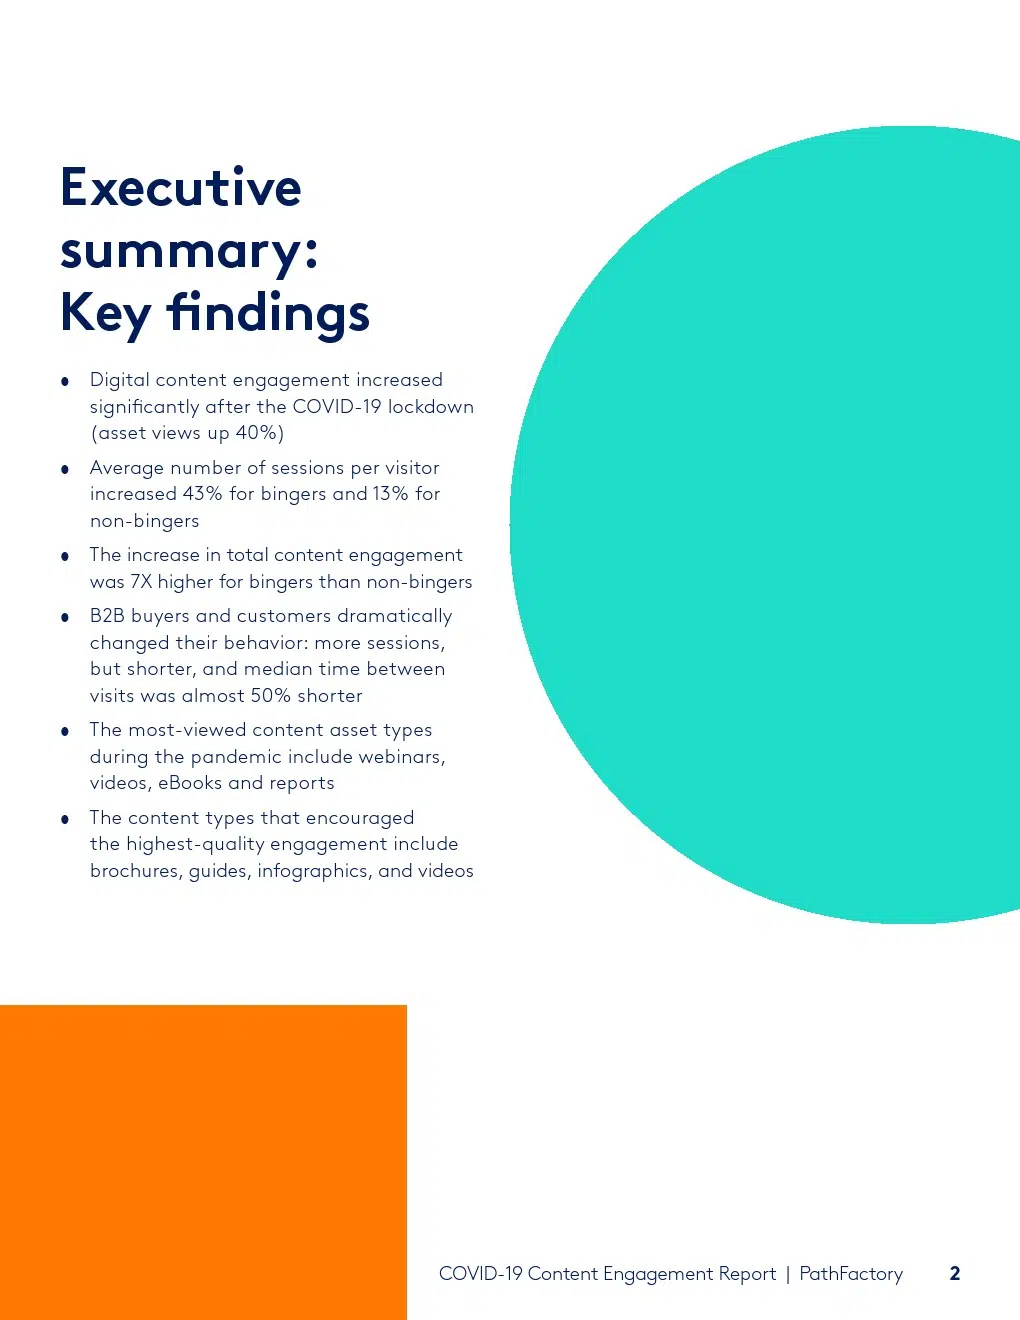 Executive
summary:
Key findings
• Digital content engagement increased
significantly after the COVID-19 lockdown
(asset views up 40%)
• Average number of sessions per visitor
increased 43% for bingers and 13% for
non-bingers
• The increase in total content engagement
was 7X higher for bingers than non-bingers
• B2B buyers and customers dramatically
changed their behavior: more sessions,
but shorter, and median time between
visits was almost 50% shorter
• The most-viewed content asset types
during the pandemic include webinars,
videos, eBooks and reports
• The content types that encouraged
the highest-quality engagement include
brochures, guides, infographics, and videos
COVID-19 Content Engagement Report | PathFactory 2